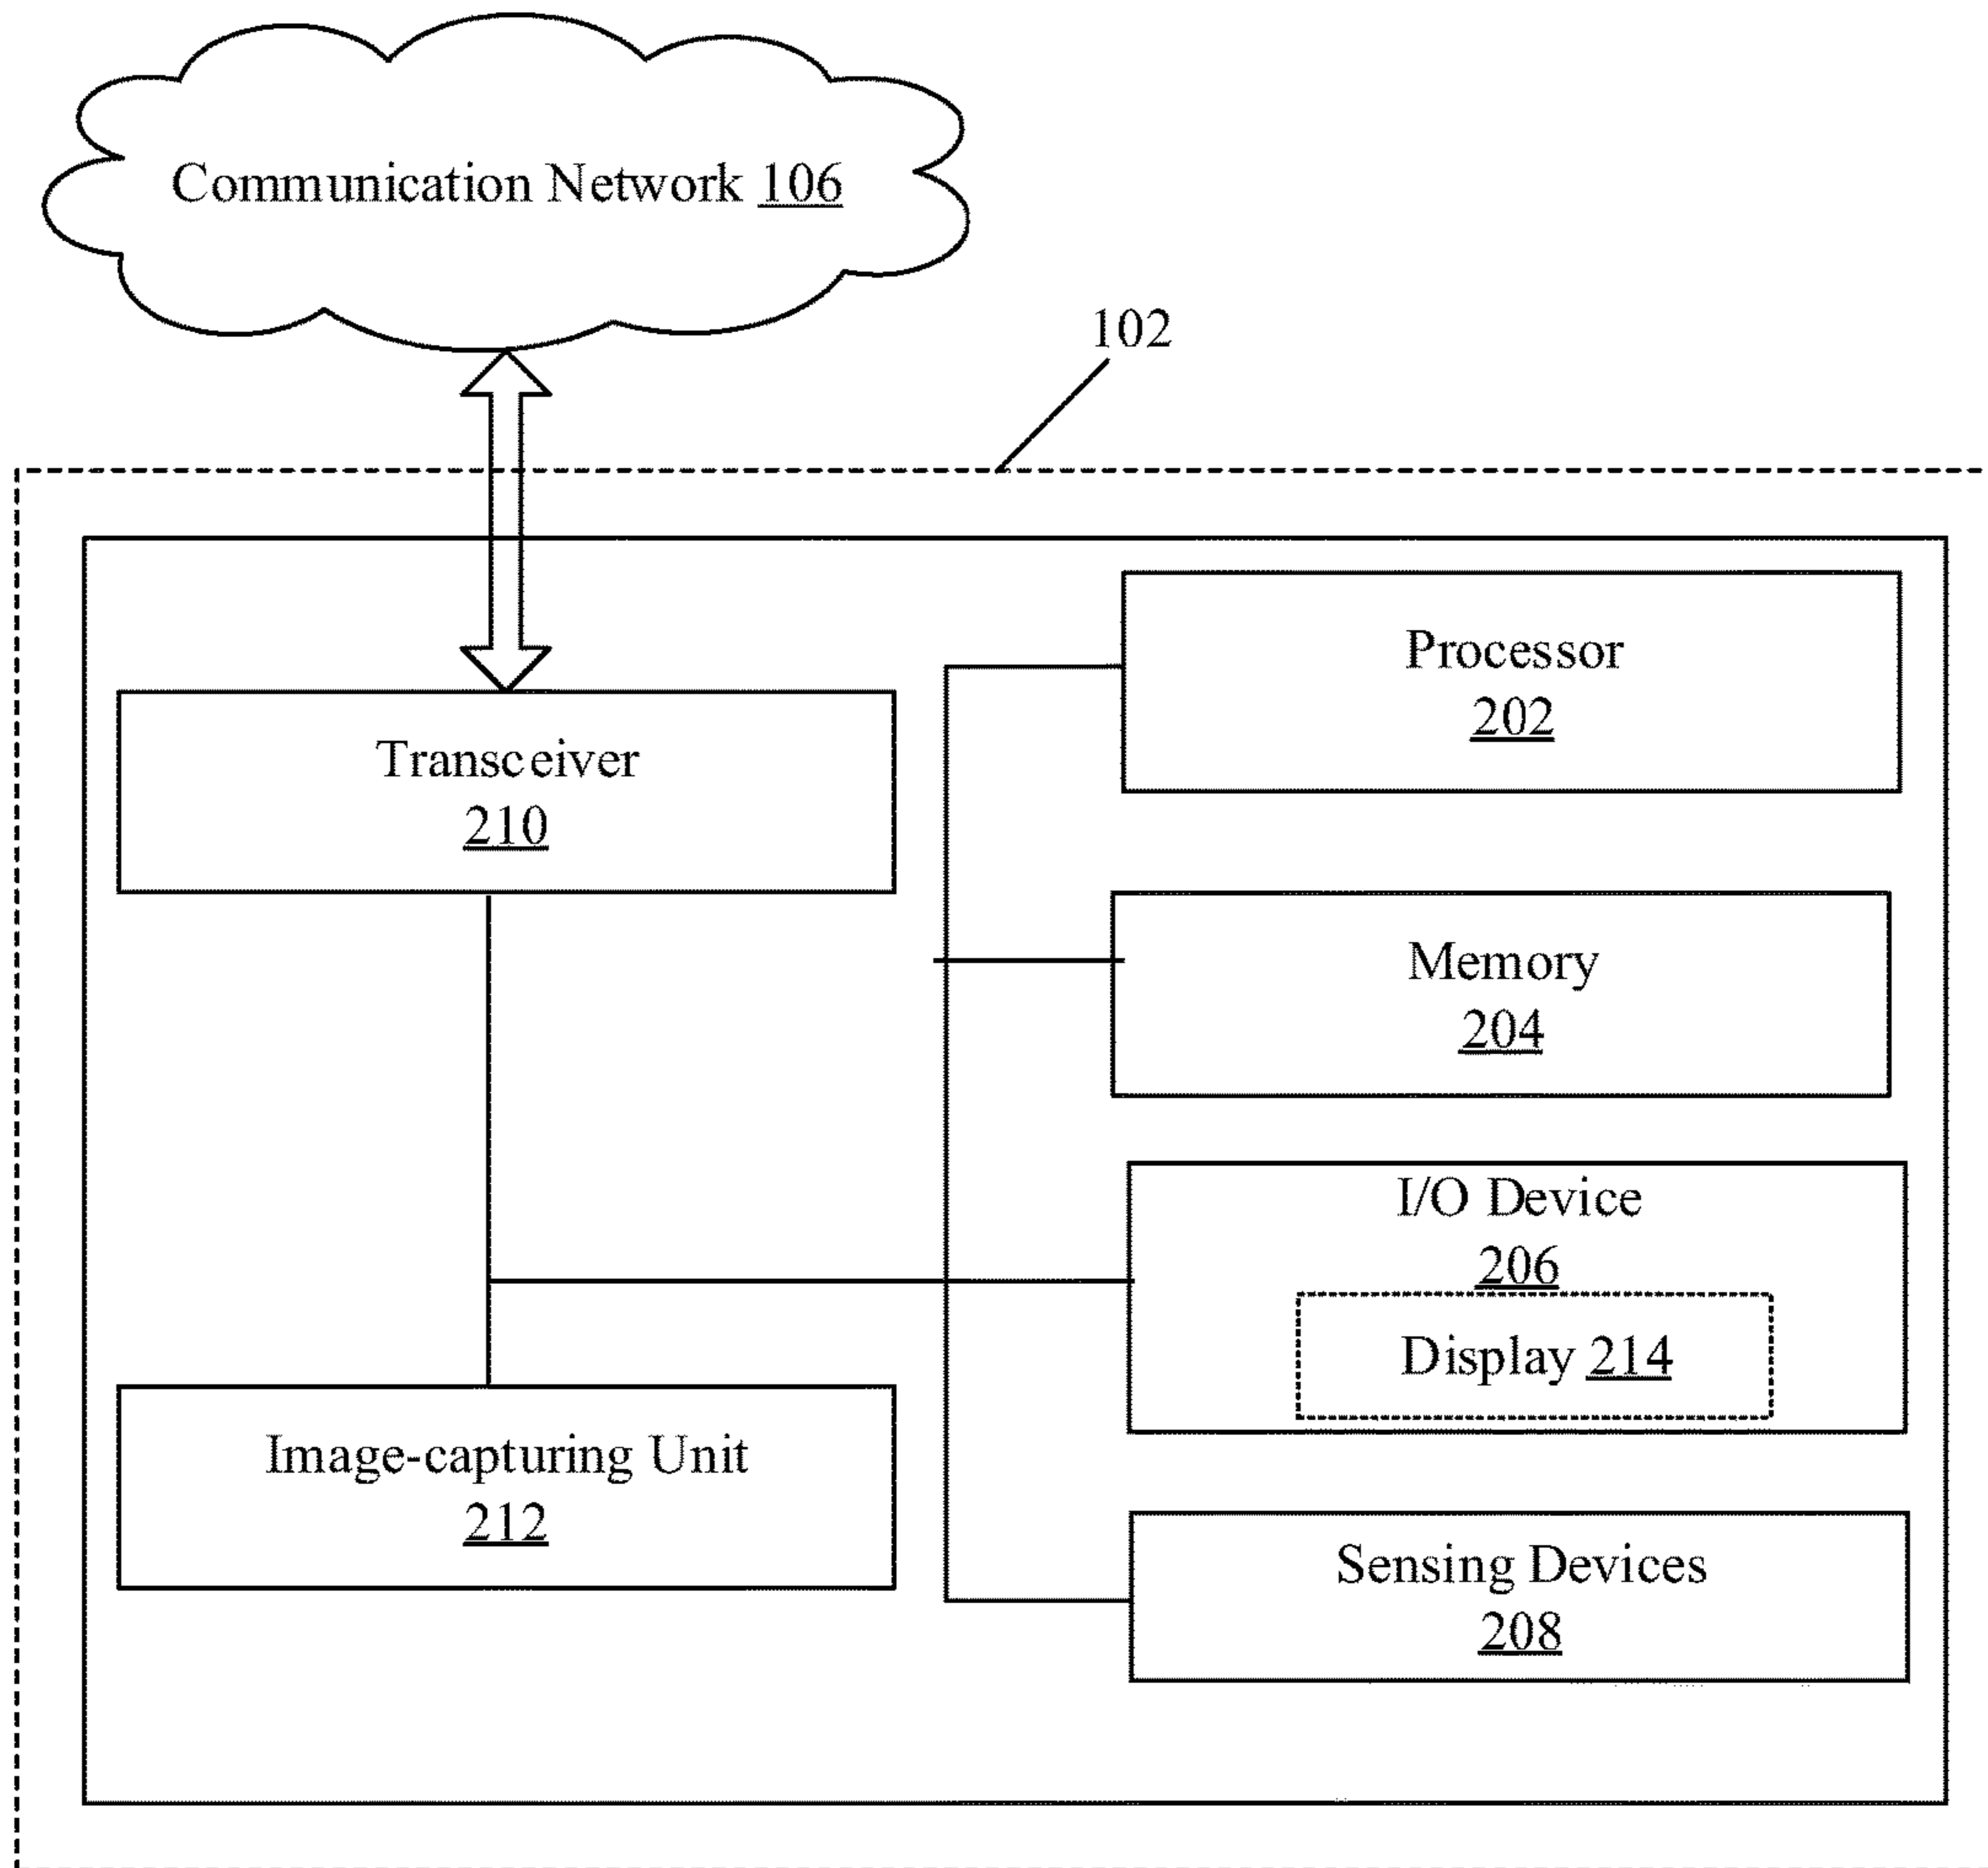 Communication Network 106
102
Processor
202
Transceiver
210
Memory
204
I/O Device
206
Display 214
Image-capturing Unit
212
Sensing Devices
208